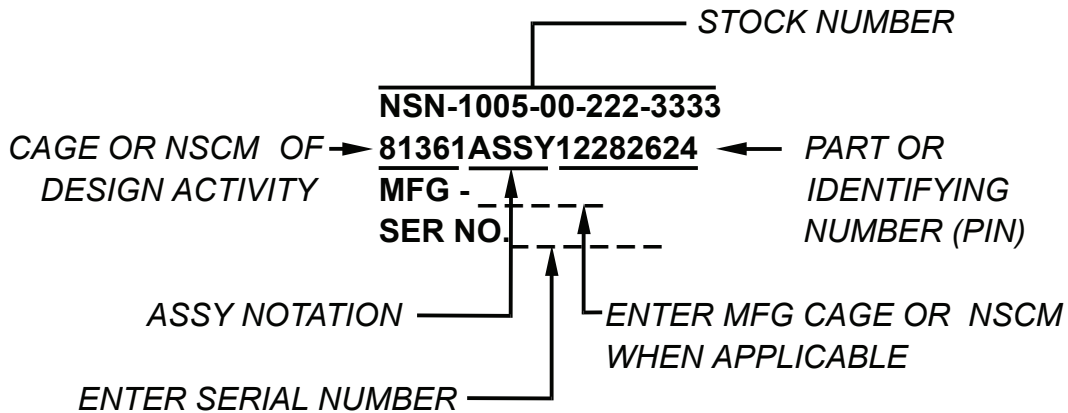 STOCK NUMBER
NSN-1005-00-222-3333
CAGE OR NSCM OF
DESIGN ACTIVITY
81361ASSY12282624
PART OR
IDENTIFYING
NUMBER (PIN)
MFG -
SER NO.
ASSY NOTATION
ENTER MFG CAGE OR NSCM
WHEN APPLICABLE
ENTER SERIAL NUMBER